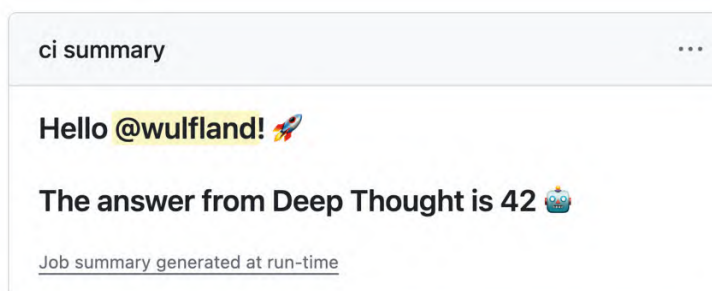 ci summary
Hello @wulfland! 🚀
The answer from Deep Thought is 42 🤖
Job summary generated at run-time